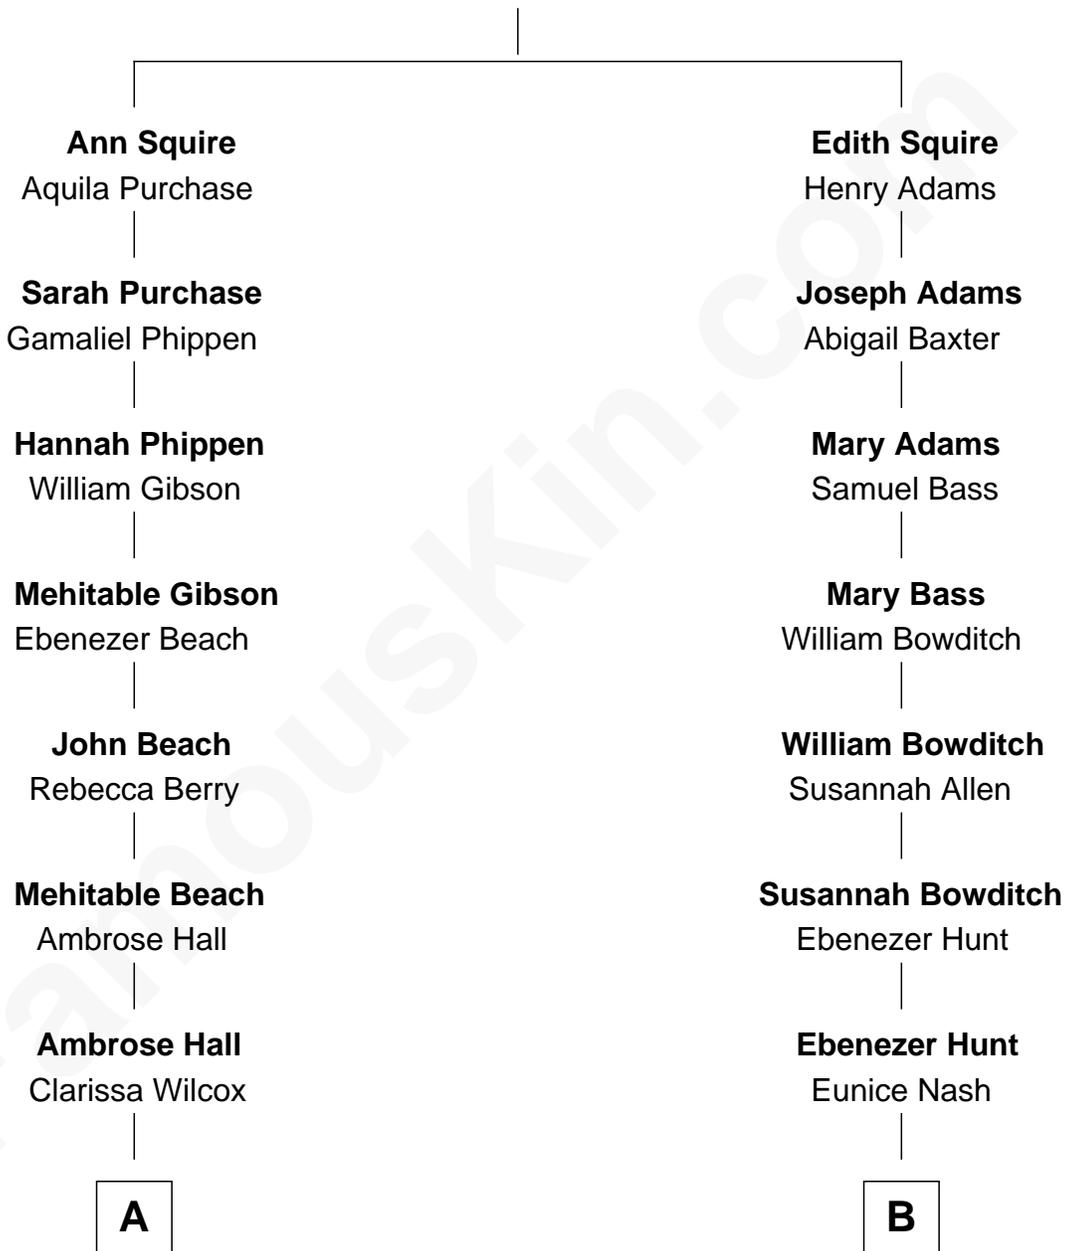 Ann Squire
Aquila Purchase
Edith Squire
Henry Adams
Sarah Purchase
Gamaliel Phippen
Joseph Adams
Abigail Baxter
Hannah Phippen
William Gibson
Mary Adams
Samuel Bass
Mehitable Gibson
Ebenezer Beach
Mary Bass
William Bowditch
John Beach
Rebecca Berry
William Bowditch
Susannah Allen
Mehitable Beach
Ambrose Hall
Susannah Bowditch
Ebenezer Hunt
Ambrose Hall
Clarissa Wilcox
Ebenezer Hunt
Eunice Nash
A
B
FamousKin.com